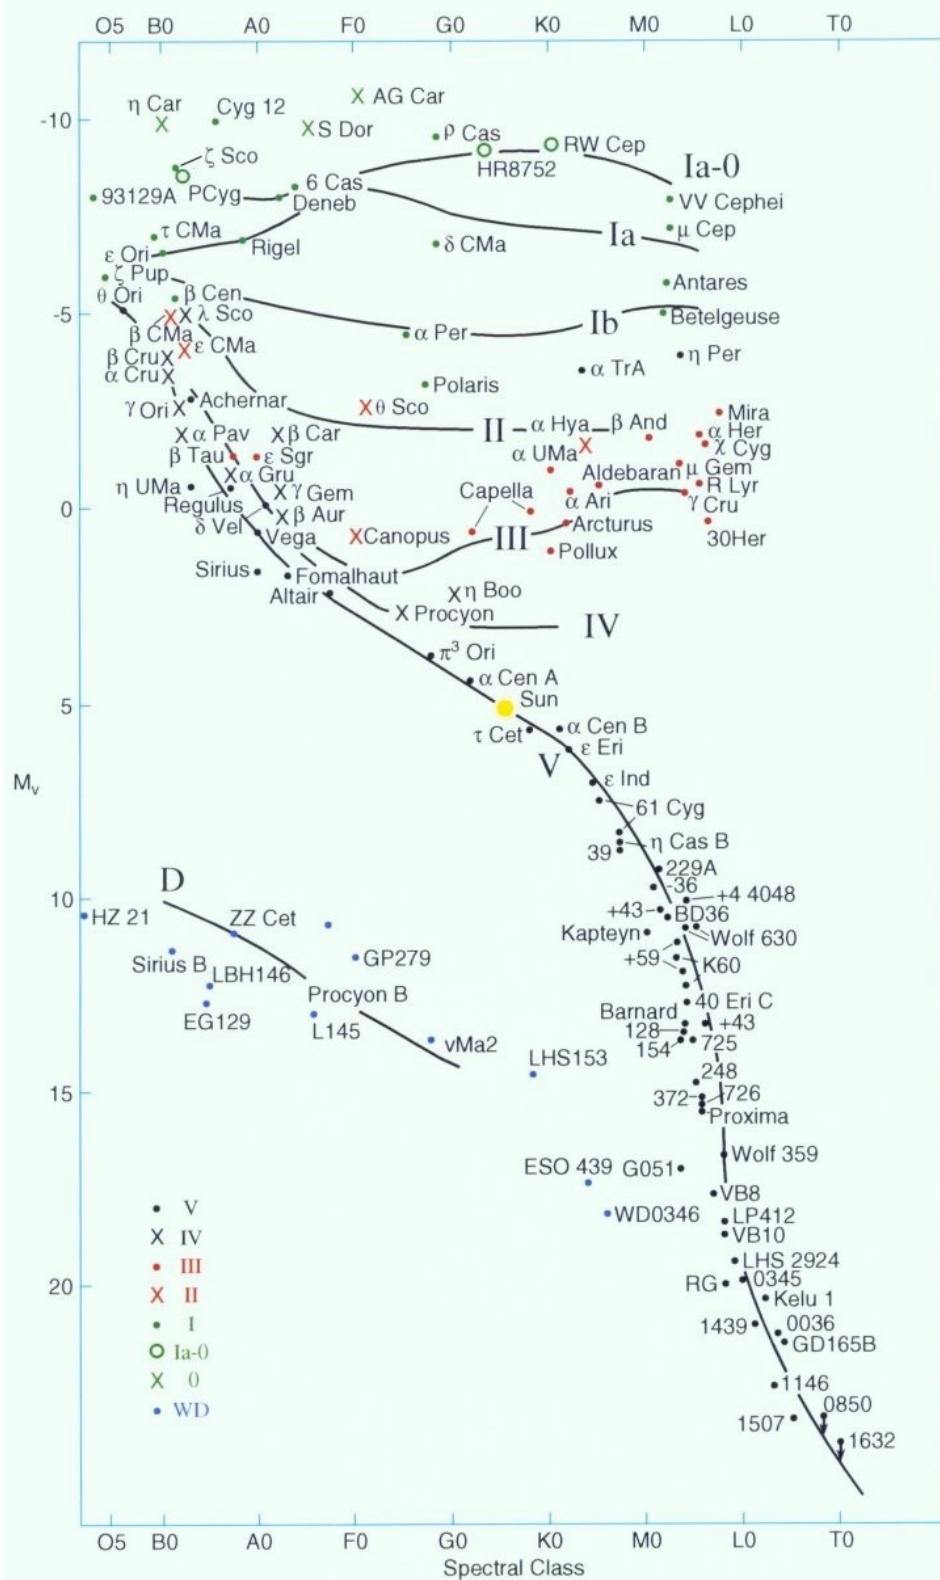 O5 B0 A0 F0 G0 K0 M0 L0 T0
AG Car
η Car
Cyg 12
-10
S Dor
ρ Cas
RW Cep
ζ Sco
HR8752
Ia-0
93129A
PCyg
6 Cas
Deneb
VV Cephei
τ CMa
Rigel
δ CMa
Ia
μ Cep
ε Ori
ζ Pup
Antares
θ Ori
β Cen
-5
λ Sco
Ib
Betelgeuse
β CMa
α Per
ε CMa
β Cru
η Per
α Cru
α TrA
Polaris
γ Ori
Achernar
θ Sco
Mira
II
α Hya
β And
α Her
α Pav
β Car
χ Cyg
α UMa
β Tau
ε Sgr
Aldebaran
μ Gem
α Gru
R Lyr
η UMa
γ Gem
Capella
α Ari
γ Cru
Regulus
0
β Aur
Arcturus
δ Vel
Vega
Canopus
III
30Her
Pollux
Sirius
Fomalhaut
Altair
η Boo
Procyon
IV
π³ Ori
α Cen A
5
Sun
τ Cet
α Cen B
ε Eri
V
Mᵥ
ε Ind
61 Cyg
η Cas B
39
229A
D
-36
+4 4048
10
HZ 21
ZZ Cet
+43
BD36
Kapteyn
Wolf 630
Sirius B
GP279
+59
K60
LBH146
Procyon B
40 Eri C
EG129
L145
Barnard
+43
128
vMa2
154
725
LHS153
248
15
372
726
Proxima
Wolf 359
ESO 439
G051
VB8
V
WD0346
LP412
IV
VB10
III
LHS 2924
20
RG
0345
II
Kelu 1
I
1439
0036
GD165B
Ia-0
0
1146
WD
0850
1507
1632
O5 B0 A0 F0 G0 K0 M0 L0 T0
Spectral Class